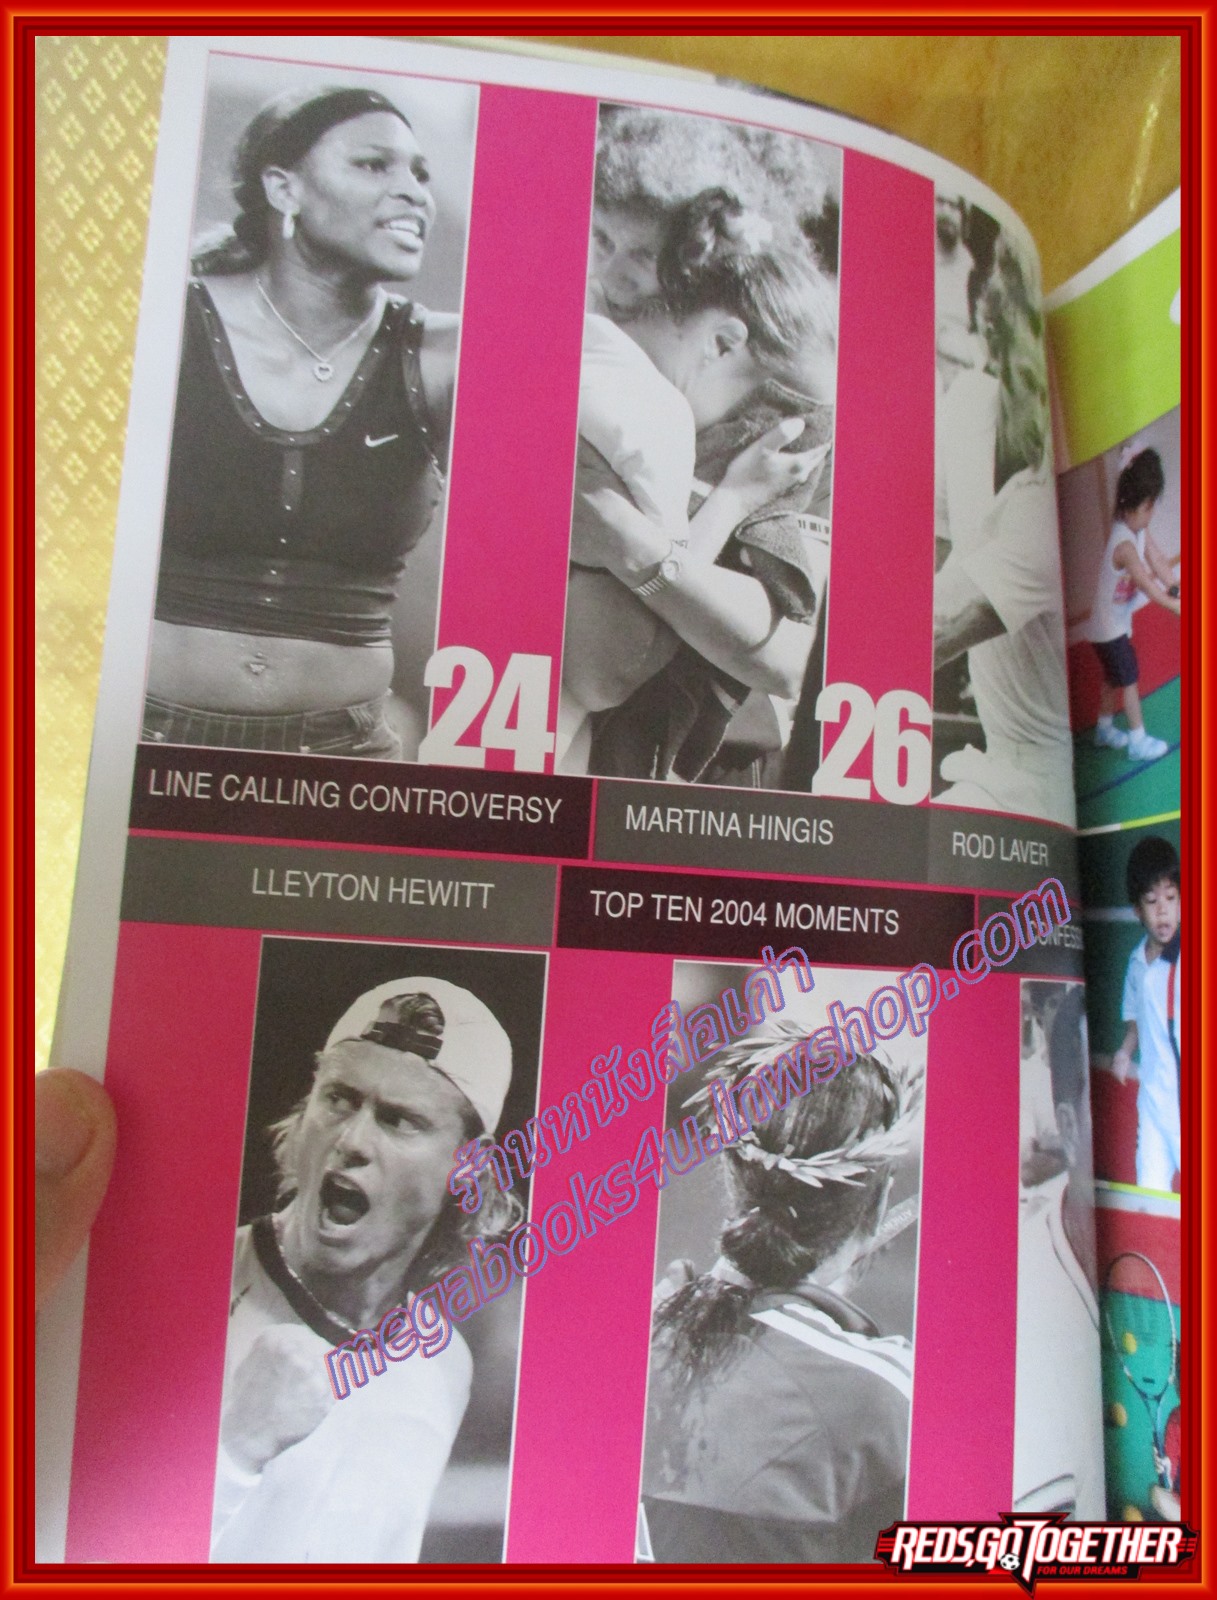 24
26
LINE CALLING CONTROVERSY
MARTINA HINGIS
ROD LAVER
LLEYTON HEWITT
TOP TEN 2004 MOMENTS
ร้านหนังสือเก่า
megabooks4u.lnwshop.com
REDS,GO TOGETHER
FOR OUR DREAMS